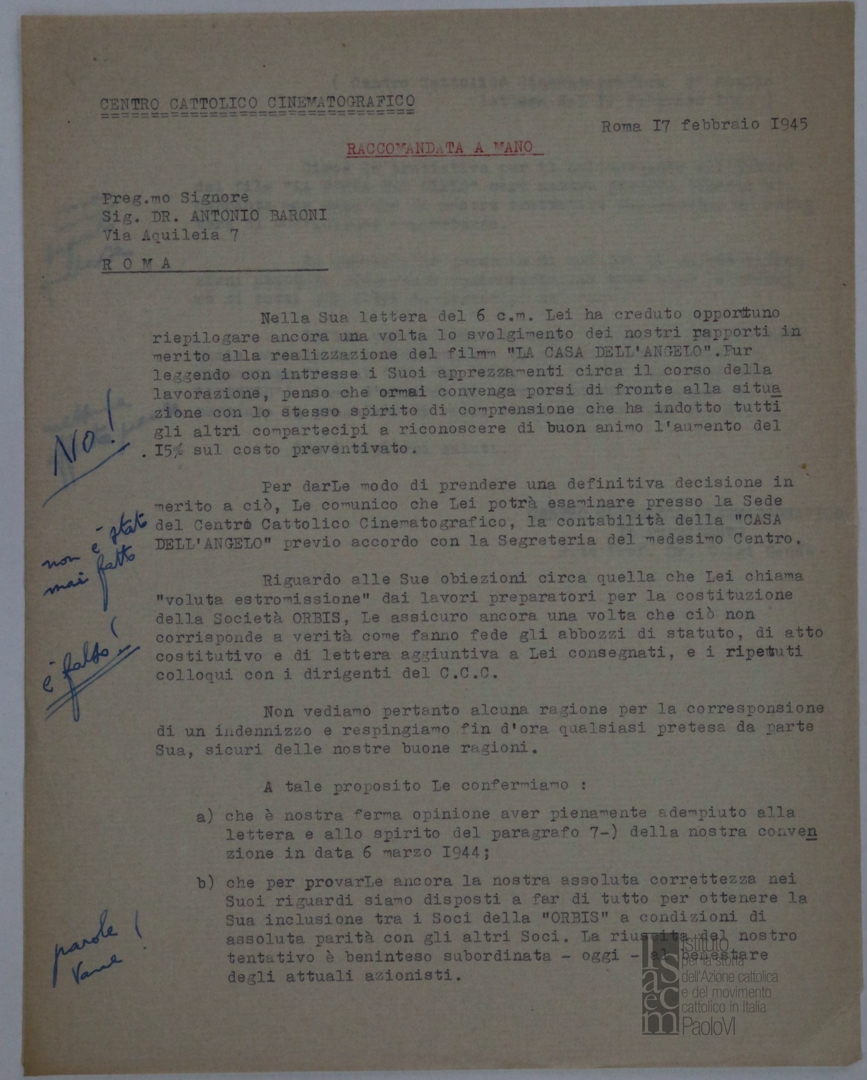 CENTRO CATTOLICO CINEMATOGRAFICO
Roma I7 febbraio I945
RACCOMANDATA A MANO
Preg.mo Signore
Sig. DR. ANTONIO BARONI
Via Aquileia 7
R O M A
Nella Sua lettera del 6 c.m. Lei ha creduto opportuno
riepilogare ancora una volta lo svolgimento dei nostri rapporti in
merito alla realizzazione del filmm "LA CASA DELL'ANGELO".Pur
leggendo con intresse i Suoi apprezzamenti circa il corso della
lavorazione, penso che ormai convenga porsi di fronte alla situa
zione con lo stesso spirito di comprensione che ha indotto tutti
gli altri compartecipi a riconoscere di buon animo l'aumento del
NO!
.I5% sul costo preventivato.
Per darLe modo di prendere una definitiva decisione in
merito a ciò, Le comunico che Lei potrà esaminare presso la Sede
del Centro Cattolico Cinematografico, la contabilità della "CASA
DELL'ANGELO" previo accordo con la Segreteria del medesimo Centro.
non è stato
mai fatto
Riguardo alle Sue obiezioni circa quella che Lei chiama
"voluta estromissione" dai lavori preparatori per la costituzione
della Società ORBIS, Le assicuro ancora una volta che ciò non
corrisponde a verità come fanno fede gli abbozzi di statuto, di atto
costitutivo e di lettera aggiuntiva a Lei consegnati, e i ripetuti
colloqui con i dirigenti del C.C.C.
è falso!
Non vediamo pertanto alcuna ragione per la corresponsione
di un indennizzo e respingiamo fin d'ora qualsiasi pretesa da parte
Sua, sicuri delle nostre buone ragioni.
A tale proposito Le confermiamo :
a) che è nostra ferma opinione aver pienamente adempiuto alla
lettera e allo spirito del paragrafo 7-) della nostra conven
zione in data 6 marzo I944;
b) che per provarLe ancora la nostra assoluta correttezza nei
Suoi riguardi siamo disposti a far di tutto per ottenere la
Sua inclusione tra i Soci della "ORBIS" a condizioni di
assoluta parità con gli altri Soci. La riuscita del nostro
tentativo è beninteso subordinata - oggi - al benestare
degli attuali azionisti.
parole
vane!
Isacem
Istituto
per la storia
dell'Azione cattolica
e del movimento
cattolico in Italia
PaoloVI